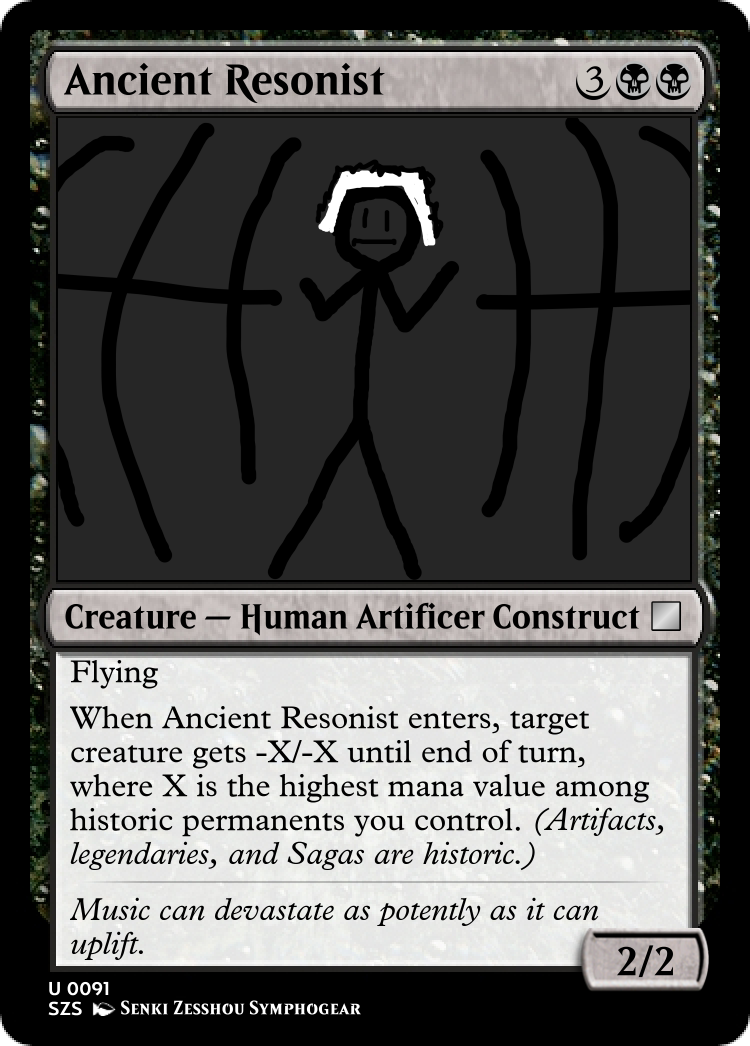 Ancient Resonist 3
Creature — Human Artificer Construct
Flying
When Ancient Resonist enters, target
creature gets -X/-X until end of turn,
where X is the highest mana value among
historic permanents you control. (Artifacts,
legendaries, and Sagas are historic.)
Music can devastate as potently as it can
uplift.
2/2
U 0091
SZS Senki Zesshou Symphogear